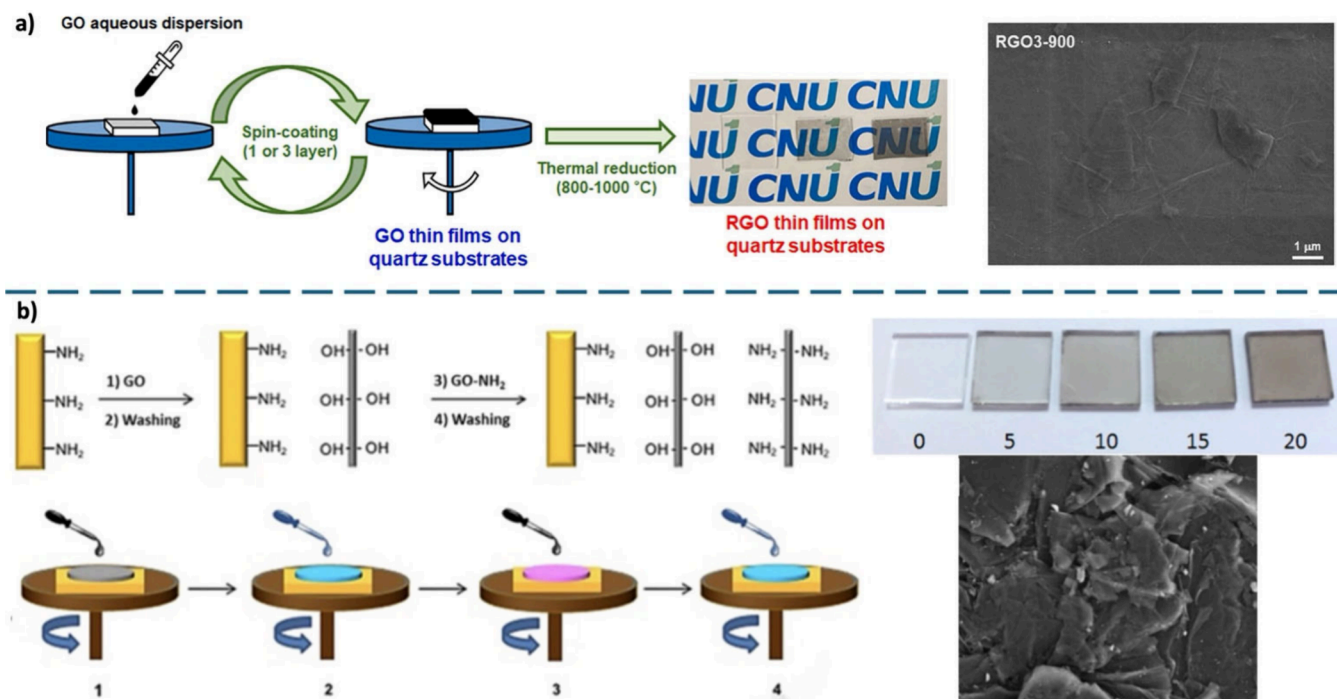 a)
GO aqueous dispersion
Spin-coating
(1 or 3 layer)
GO thin films on
quartz substrates
Thermal reduction
(800-1000 °C)
NU CNU CNU
NU CNU CNU
NU CNU CNU
RGO thin films on
quartz substrates
RGO3-900
1 μm
b)
NH₂
NH₂
NH₂
1) GO
2) Washing
NH₂
NH₂
NH₂
OH OH
OH OH
OH OH
3) GO-NH₂
4) Washing
NH₂
NH₂
NH₂
OH OH
OH OH
OH OH
NH₂ NH₂
NH₂ NH₂
NH₂ NH₂
0 5 10 15 20
1 2 3 4